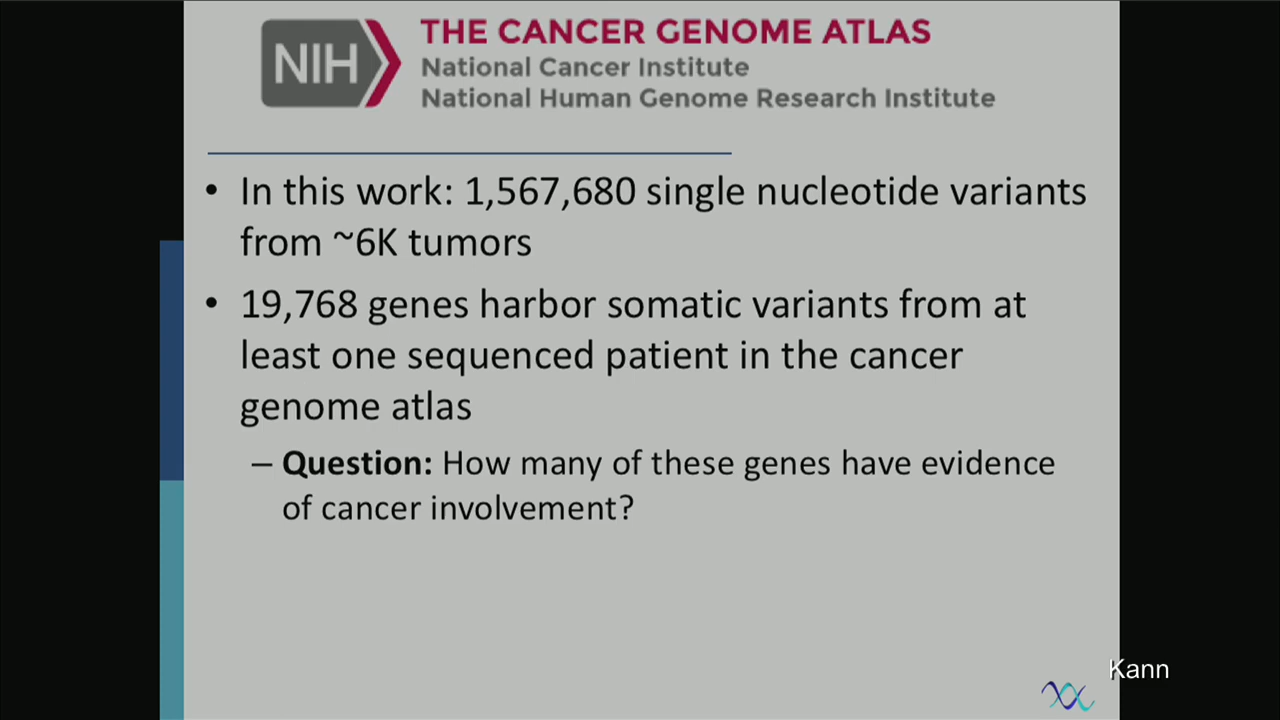 NIH
THE CANCER GENOME ATLAS
National Cancer Institute
National Human Genome Research Institute
• In this work: 1,567,680 single nucleotide variants
from ~6K tumors
• 19,768 genes harbor somatic variants from at
least one sequenced patient in the cancer
genome atlas
– Question: How many of these genes have evidence
of cancer involvement?
Kann